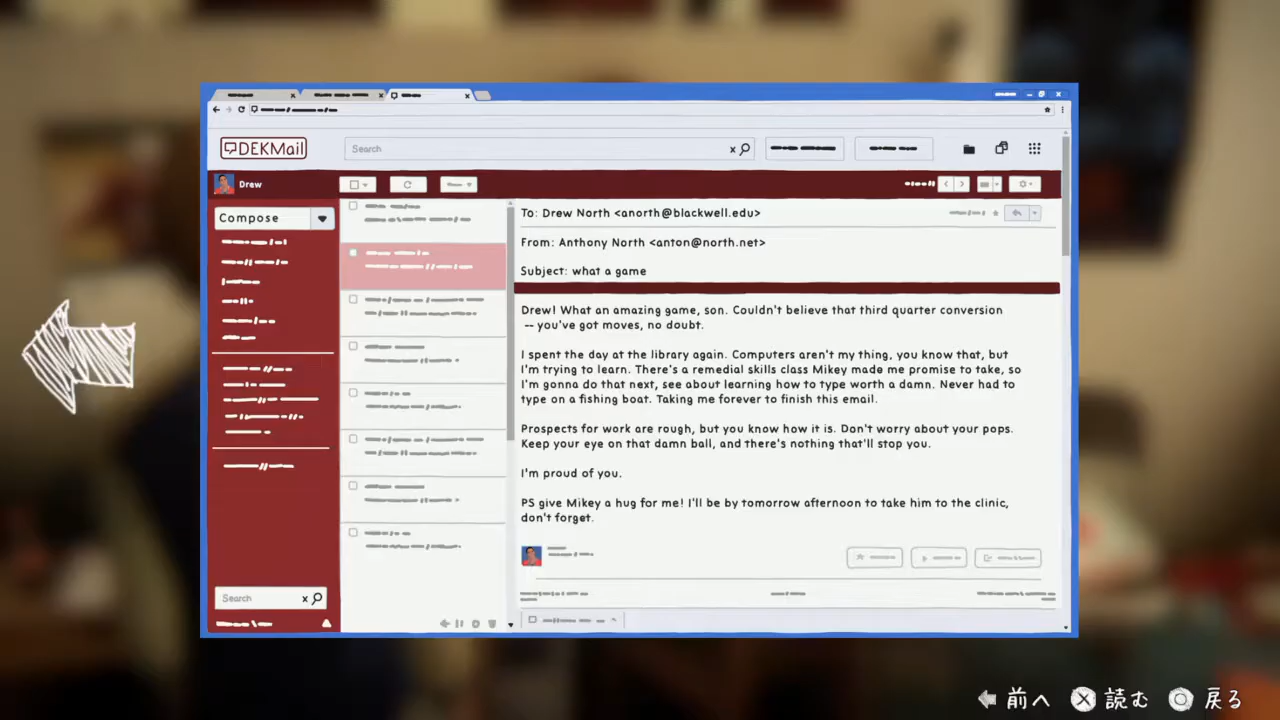 DEKMail
Search
Drew
Compose
To: Drew North <anorth@blackwell.edu>
From: Anthony North <anton@north.net>
Subject: what a game
Drew! What an amazing game, son. Couldn't believe that third quarter conversion
-- you've got moves, no doubt.
I spent the day at the library again. Computers aren't my thing, you know that, but
I'm trying to learn. There's a remedial skills class Mikey made me promise to take, so
I'm gonna do that next, see about learning how to type worth a damn. Never had to
type on a fishing boat. Taking me forever to finish this email.
Prospects for work are rough, but you know how it is. Don't worry about your pops.
Keep your eye on that damn ball, and there's nothing that'll stop you.
I'm proud of you.
PS give Mikey a hug for me! I'll be by tomorrow afternoon to take him to the clinic,
don't forget.
Search
前へ 読む 戻る